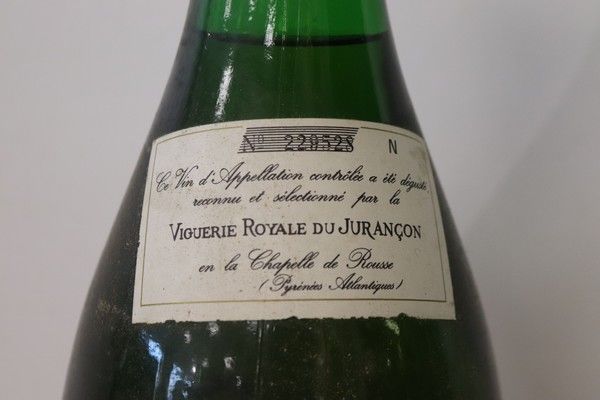 Nº 220528 N
Ce Vin d'Appellation contrôlée a été dégusté,
reconnu et sélectionné par la
VIGUERIE ROYALE DU JURANÇON
en la Chapelle de Rousse
(Pyrénées Atlantiques)